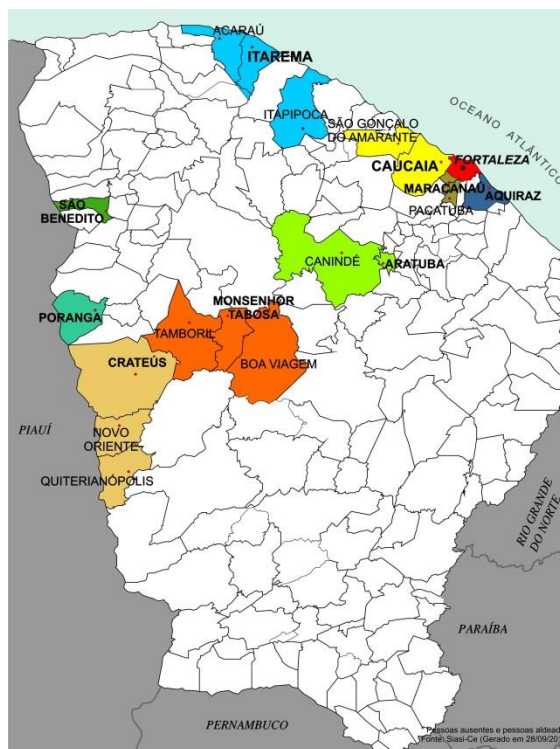 ACARAÚ
ITAREMA
ITAPIPOCA
SÃO GONÇALO
DO AMARANTE
OCEANO ATLÂNTICO
CAUCAIA
FORTALEZA
MARACANAÚ
AQUIRAZ
PACATUBA
SÃO
BENEDITO
CANINDÉ
ARATUBA
PORANGA
MONSENHOR
TABOSA
TAMBORIL
BOA VIAGEM
CRATEÚS
PIAUÍ
NOVO
ORIENTE
QUITERIANÓPOLIS
RIO GRANDE
DO NORTE
PARAÍBA
PERNAMBUCO
* Pessoas ausentes e pessoas aldea
Fonte: Siasi-Ce (Gerado em 28/09/20